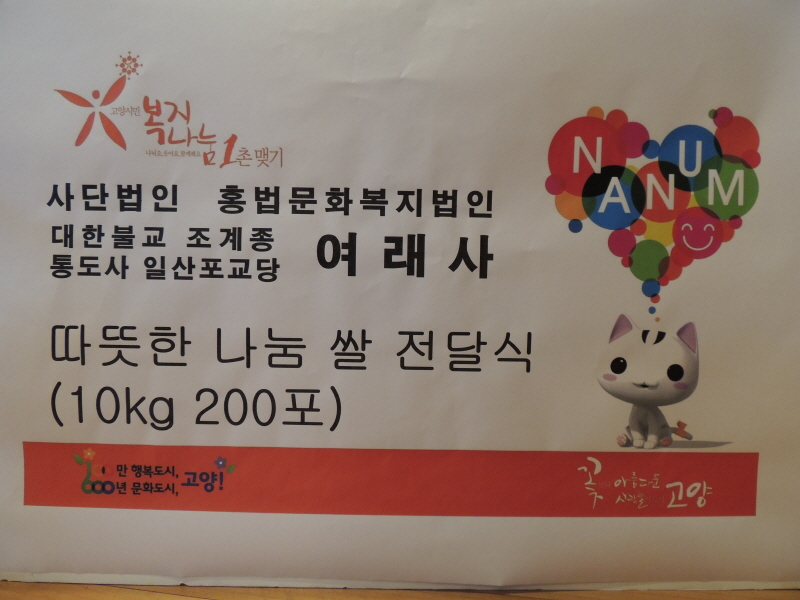 고양시민
복지
나눔 1촌 맺기
NANUM
사단법인 홍법문화복지법인
대한불교 조계종
통도사 일산포교당
여래사
따뜻한 나눔 쌀 전달식
(10kg 200포)
600
만 행복도시,
년 문화도시,
고양!
꽃
고양